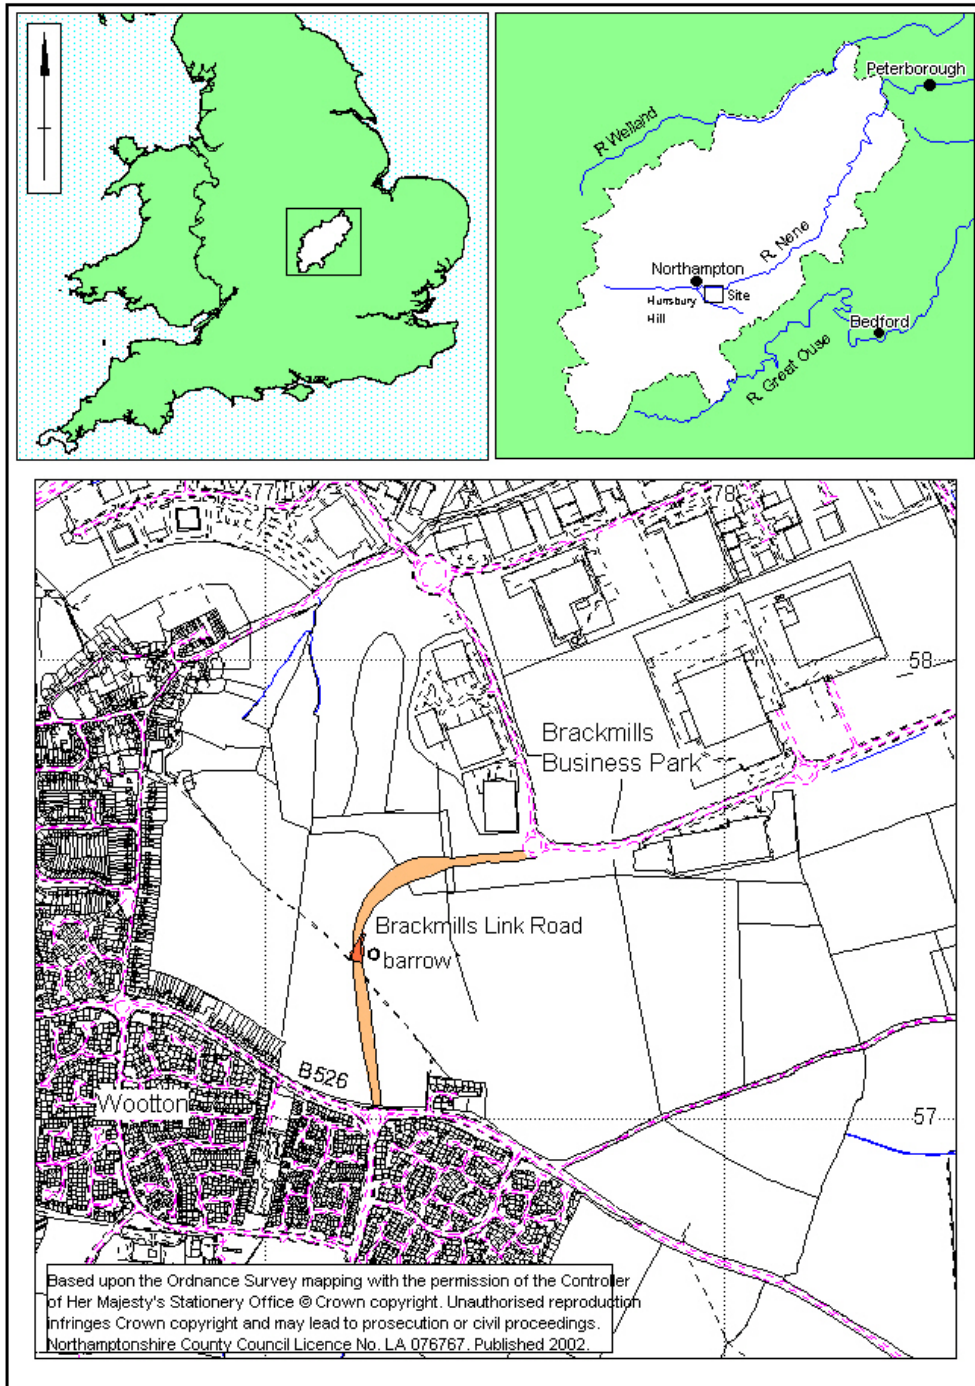 Peterborough
R Welland
R. Nene
Northampton
Hunsbury
Hill
Site
Bedford
R. Great Ouse
77
78
58
Brackmills
Business Park
Brackmills Link Road
barrow
B526
Wootton
57
Based upon the Ordnance Survey mapping with the permission of the Controller
of Her Majesty's Stationery Office © Crown copyright. Unauthorised reproduction
infringes Crown copyright and may lead to prosecution or civil proceedings.
Northamptonshire County Council Licence No. LA 076767. Published 2002.